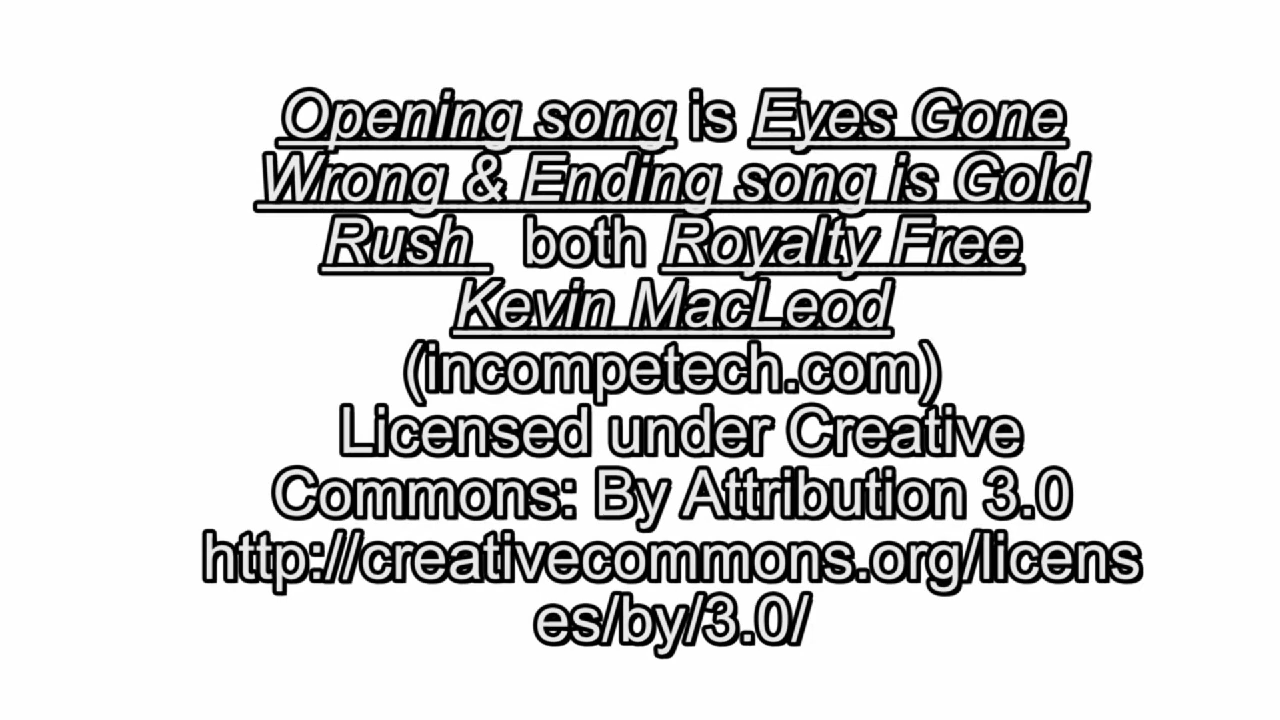 Opening song is Eyes Gone
Wrong & Ending song is Gold
Rush   both Royalty Free
Kevin MacLeod
(incompetech.com)
Licensed under Creative
Commons: By Attribution 3.0
http://creativecommons.org/licens
es/by/3.0/